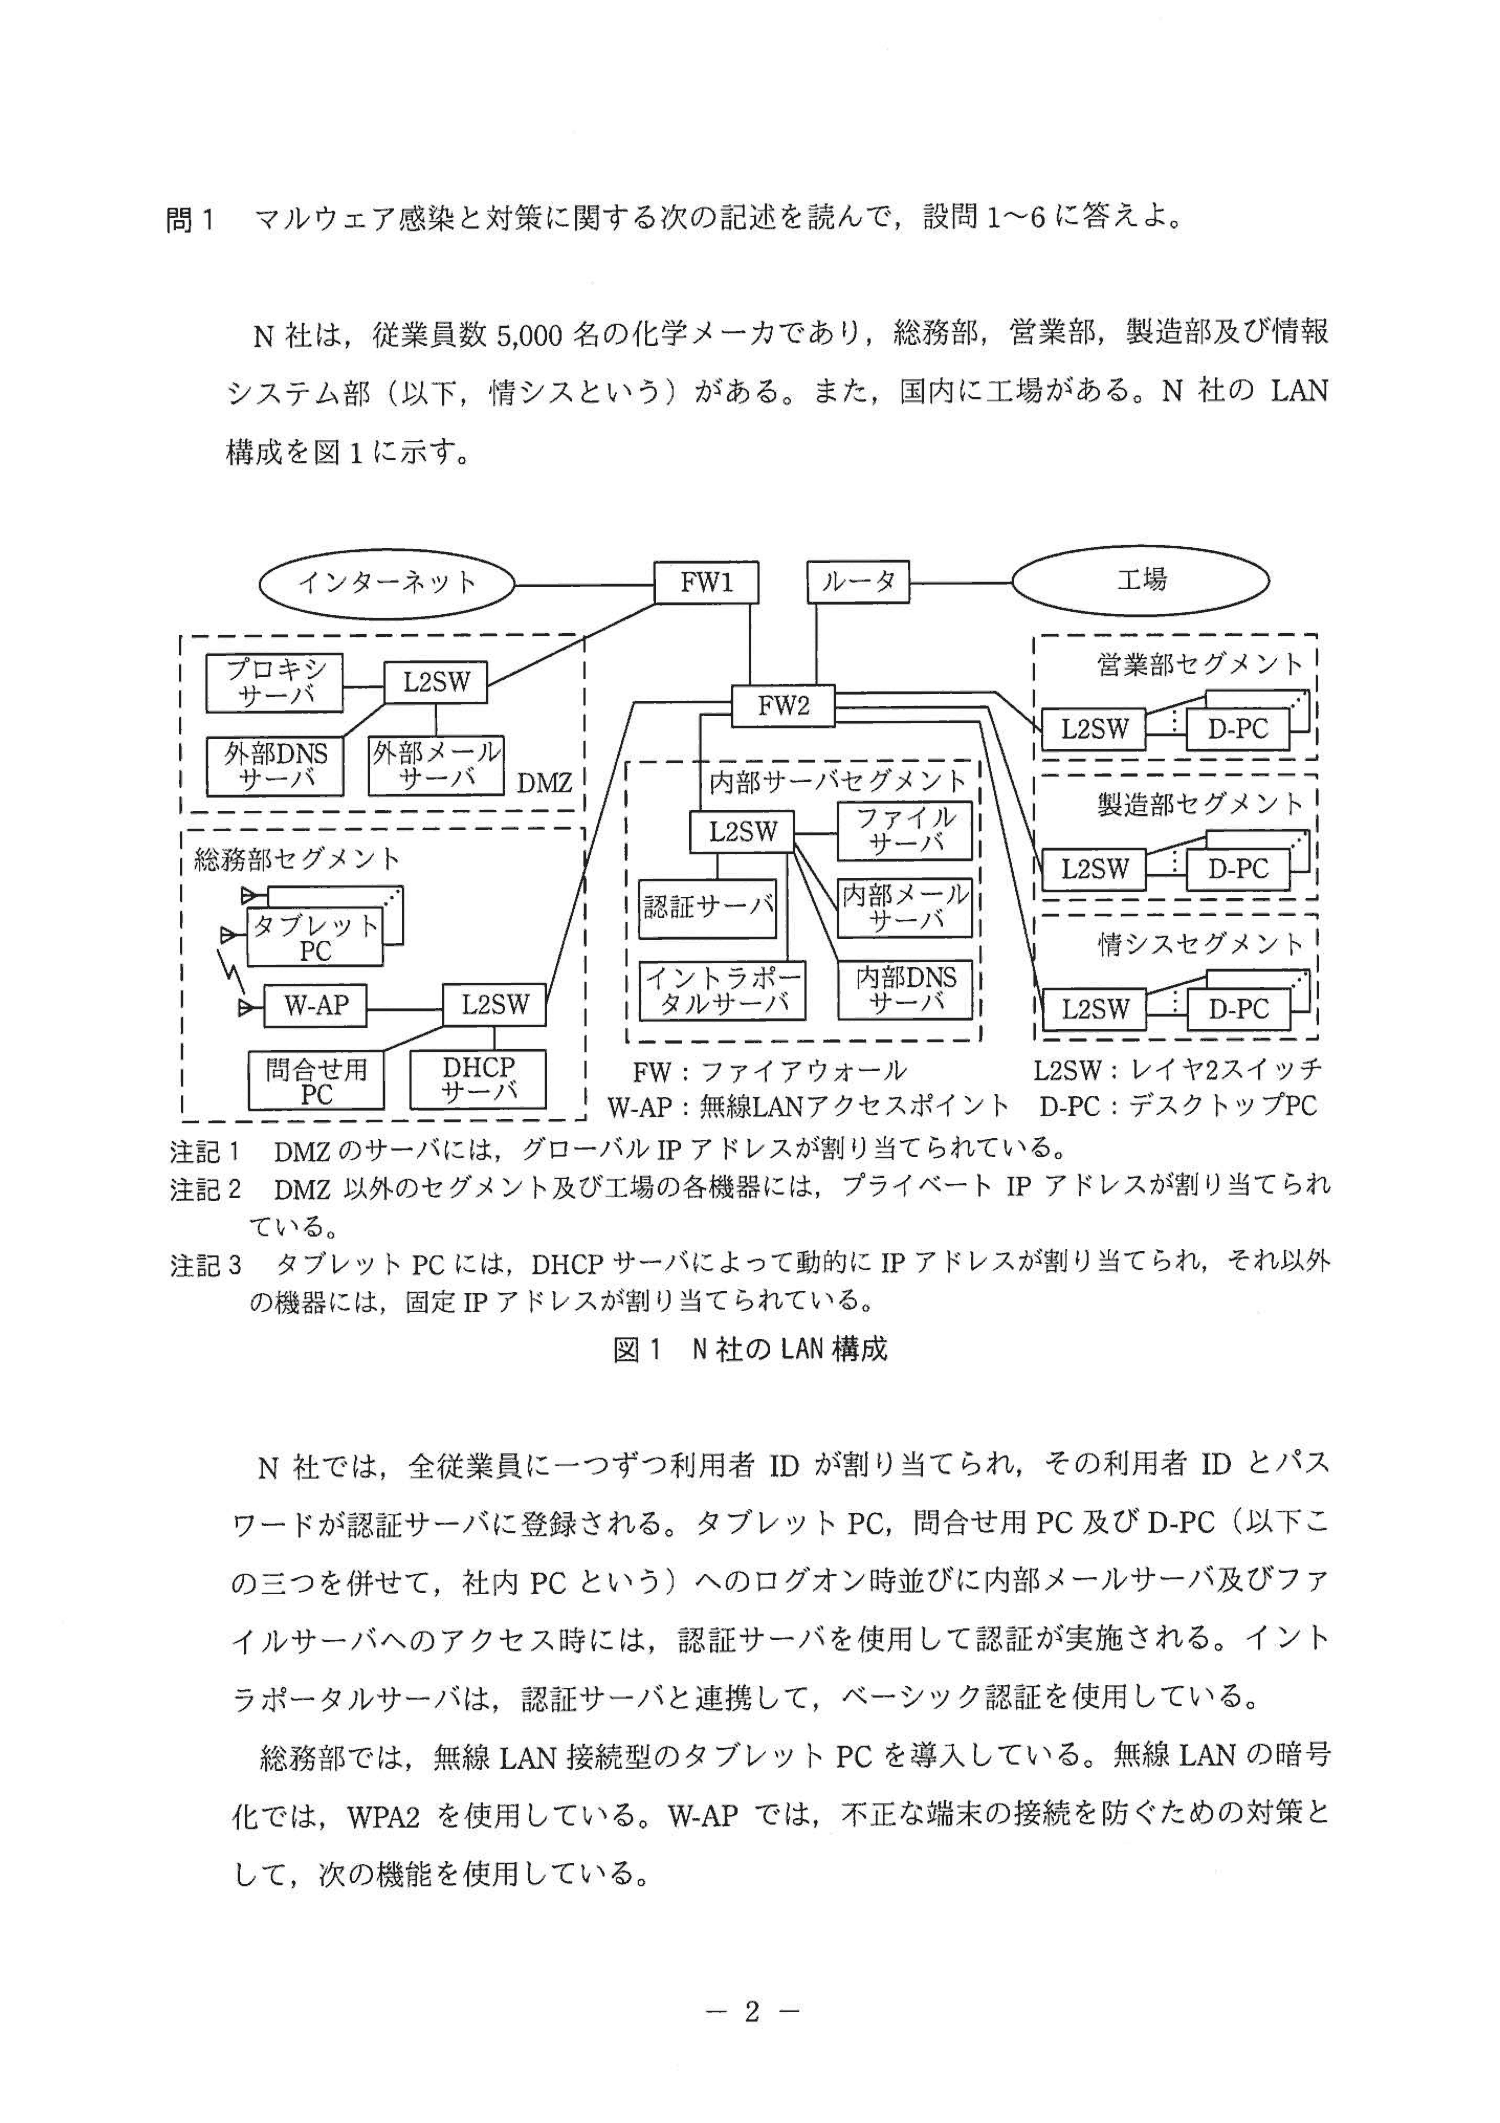 問1 マルウェア感染と対策に関する次の記述を読んで，設問1～6に答えよ。
N社は，従業員数5,000名の化学メーカであり，総務部，営業部，製造部及び情報
システム部（以下，情シスという）がある。また，国内に工場がある。N社のLAN
構成を図1に示す。
インターネット
FW1
ルータ
工場
プロキシ
サーバ
L2SW
外部DNS
サーバ
外部メール
サーバ
DMZ
FW2
営業部セグメント
L2SW
D-PC
内部サーバセグメント
L2SW
ファイル
サーバ
認証サーバ
内部メール
サーバ
イントラポー
タルサーバ
内部DNS
サーバ
製造部セグメント
L2SW
D-PC
情シスセグメント
L2SW
D-PC
総務部セグメント
タブレット
PC
W-AP
L2SW
問合せ用
PC
DHCP
サーバ
FW：ファイアウォール
L2SW：レイヤ2スイッチ
W-AP：無線LANアクセスポイント
D-PC：デスクトップPC
注記1 DMZのサーバには，グローバルIPアドレスが割り当てられている。
注記2 DMZ以外のセグメント及び工場の各機器には，プライベートIPアドレスが割り当てられ
ている。
注記3 タブレットPCには，DHCPサーバによって動的にIPアドレスが割り当てられ，それ以外
の機器には，固定IPアドレスが割り当てられている。
図1 N社のLAN構成
N社では，全従業員に一つずつ利用者IDが割り当てられ，その利用者IDとパス
ワードが認証サーバに登録される。タブレットPC，問合せ用PC及びD-PC（以下こ
の三つを併せて，社内PCという）へのログオン時並びに内部メールサーバ及びファ
イルサーバへのアクセス時には，認証サーバを使用して認証が実施される。イント
ラポータルサーバは，認証サーバと連携して，ベーシック認証を使用している。
総務部では，無線LAN接続型のタブレットPCを導入している。無線LANの暗号
化では，WPA2を使用している。W-APでは，不正な端末の接続を防ぐための対策と
して，次の機能を使用している。
－ 2 －